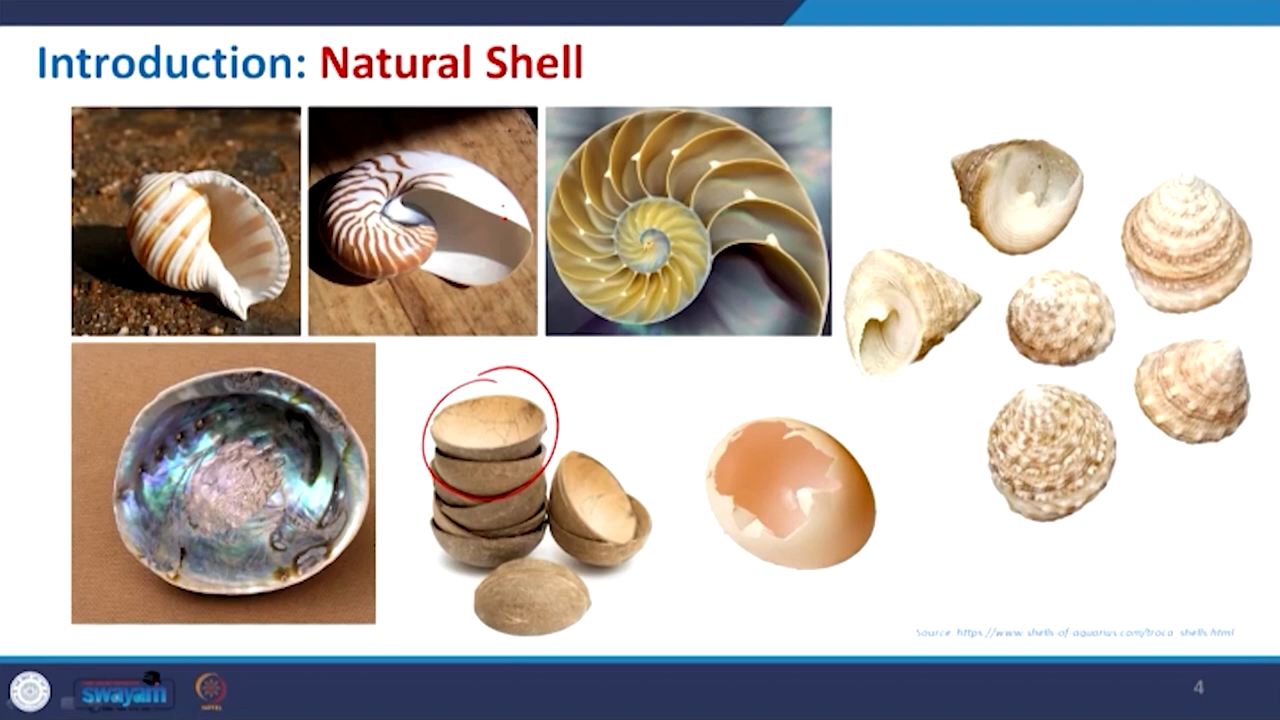 Introduction: Natural Shell
Source https://www.shells-of-aquarius.com/troca_shells.html
swayam
4